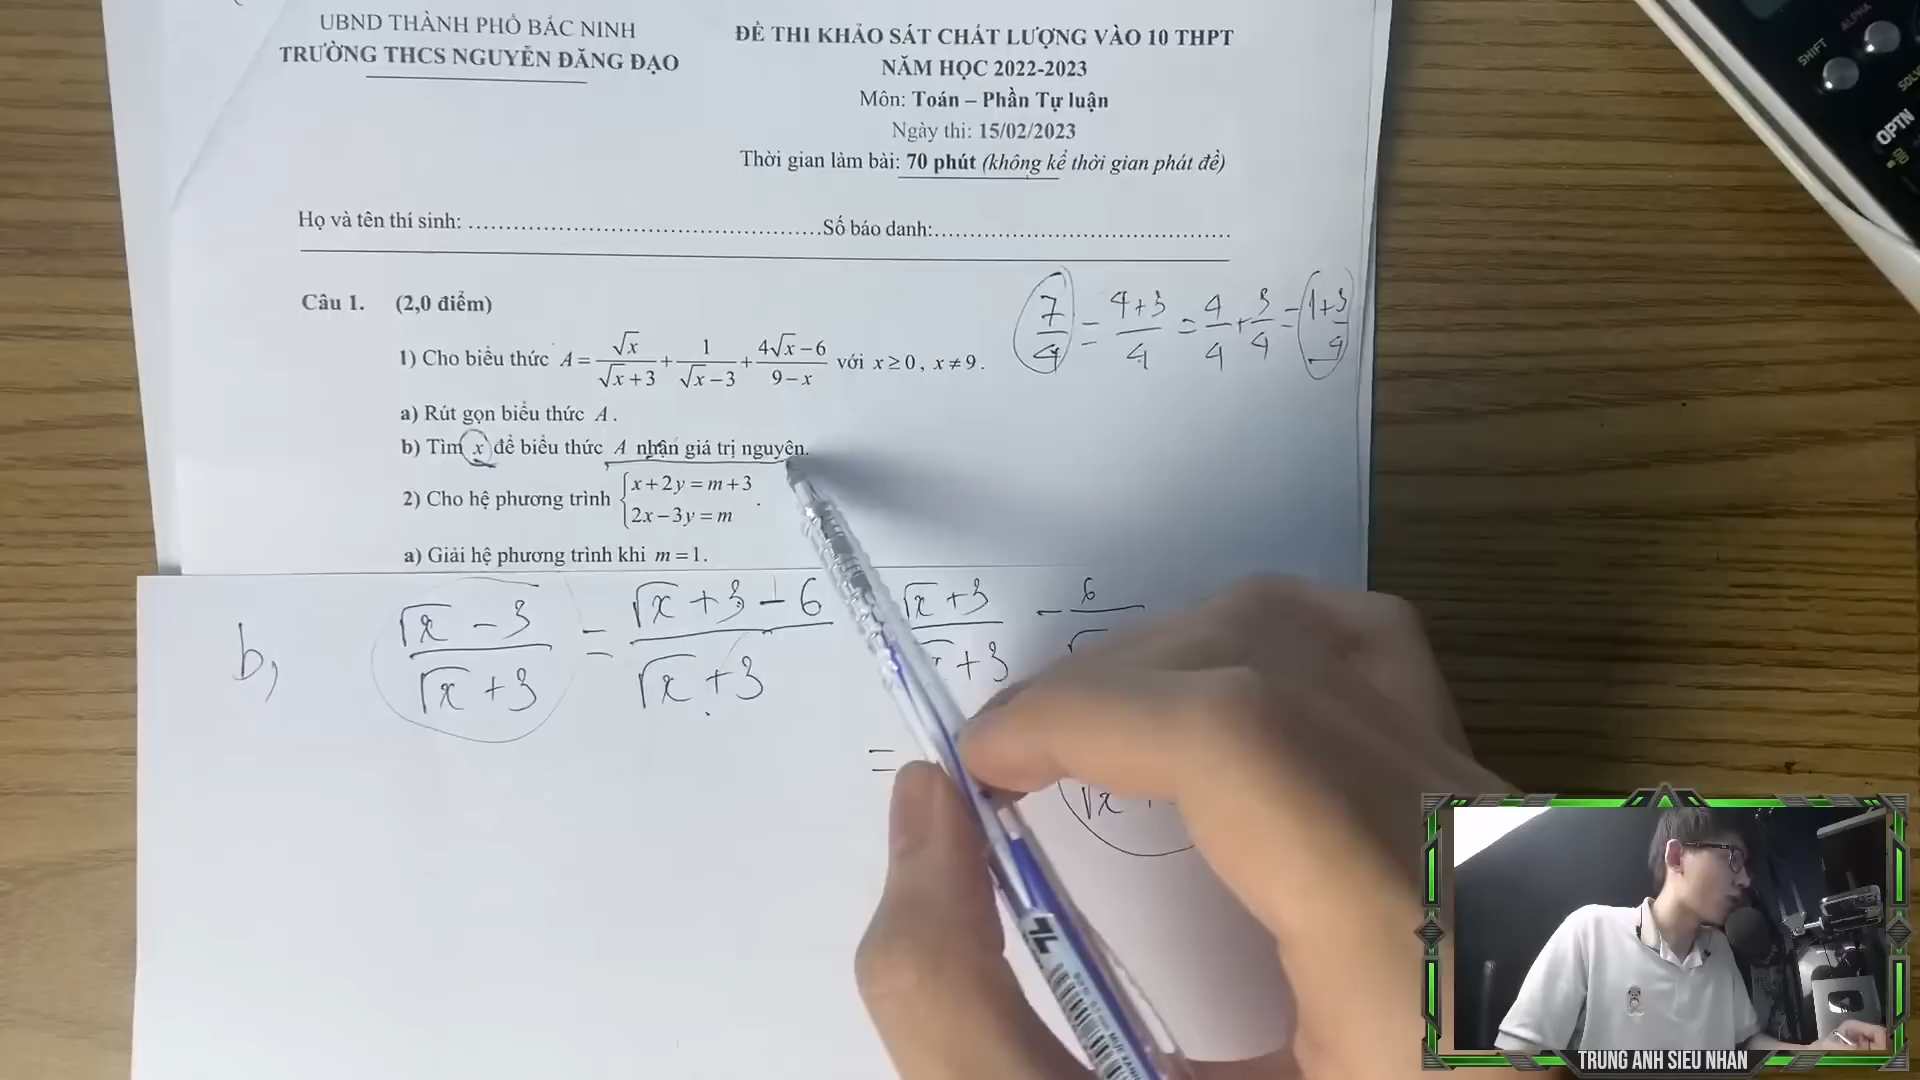 UBND THÀNH PHỐ BẮC NINH
TRƯỜNG THCS NGUYỄN ĐĂNG ĐẠO
ĐỀ THI KHẢO SÁT CHẤT LƯỢNG VÀO 10 THPT
NĂM HỌC 2022-2023
Môn: Toán – Phần Tự luận
Ngày thi: 15/02/2023
Thời gian làm bài: 70 phút (không kể thời gian phát đề)
Họ và tên thí sinh: ........................................Số báo danh:........................................
Câu 1. (2,0 điểm)
7/4 = (4+3)/4 = 4/4 + 3/4 = 1+3/4
1) Cho biểu thức A = √x/(√x+3) + 1/(√x−3) + (4√x−6)/(9−x) với x ≥ 0, x ≠ 9.
a) Rút gọn biểu thức A.
b) Tìm x để biểu thức A nhận giá trị nguyên.
2) Cho hệ phương trình {x+2y=m+3
2x−3y=m.
a) Giải hệ phương trình khi m=1.
b, (√x −3)/(√x +3) = (√x +3 −6)/(√x +3) √x +3/ +3 − 6/√
= √x
SHIFT
ALPHA
OPTN
TRUNG ANH SIEU NHAN